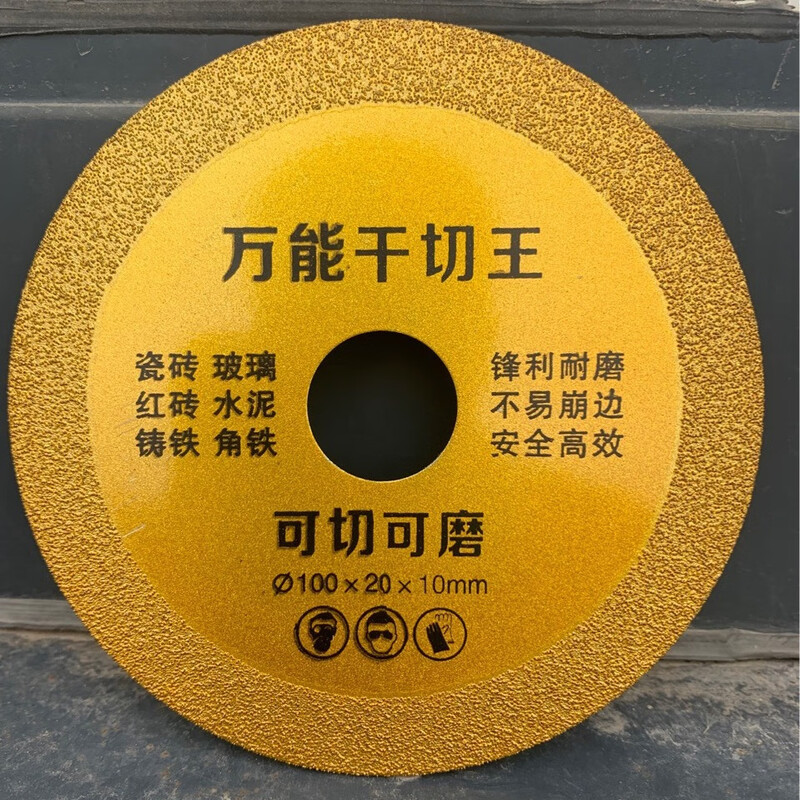 万能干切王
瓷砖 玻璃
红砖 水泥
铸铁 角铁
锋利耐磨
不易崩边
安全高效
可切可磨
Ø100×20×10mm